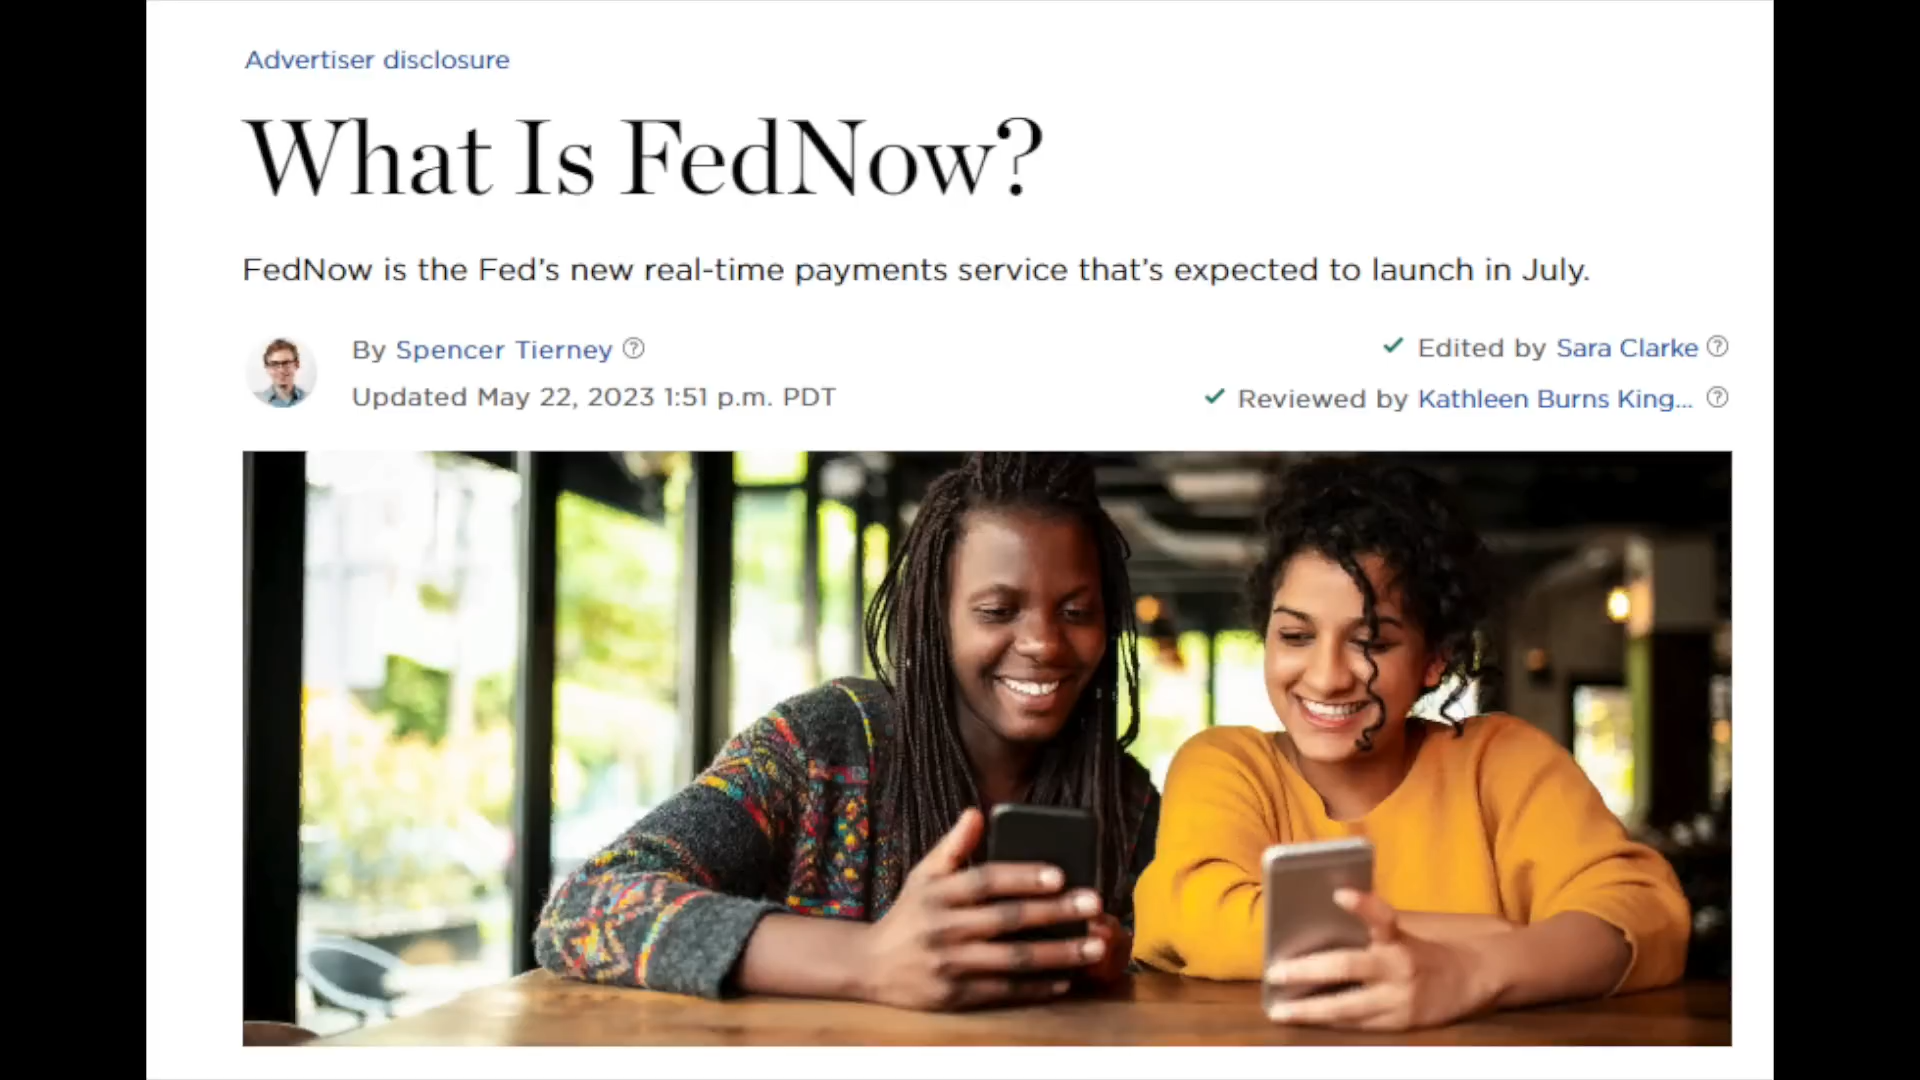 Advertiser disclosure
What Is FedNow?
FedNow is the Fed's new real-time payments service that's expected to launch in July.
By Spencer Tierney ?
Updated May 22, 2023 1:51 p.m. PDT
✓ Edited by Sara Clarke ?
✓ Reviewed by Kathleen Burns King... ?